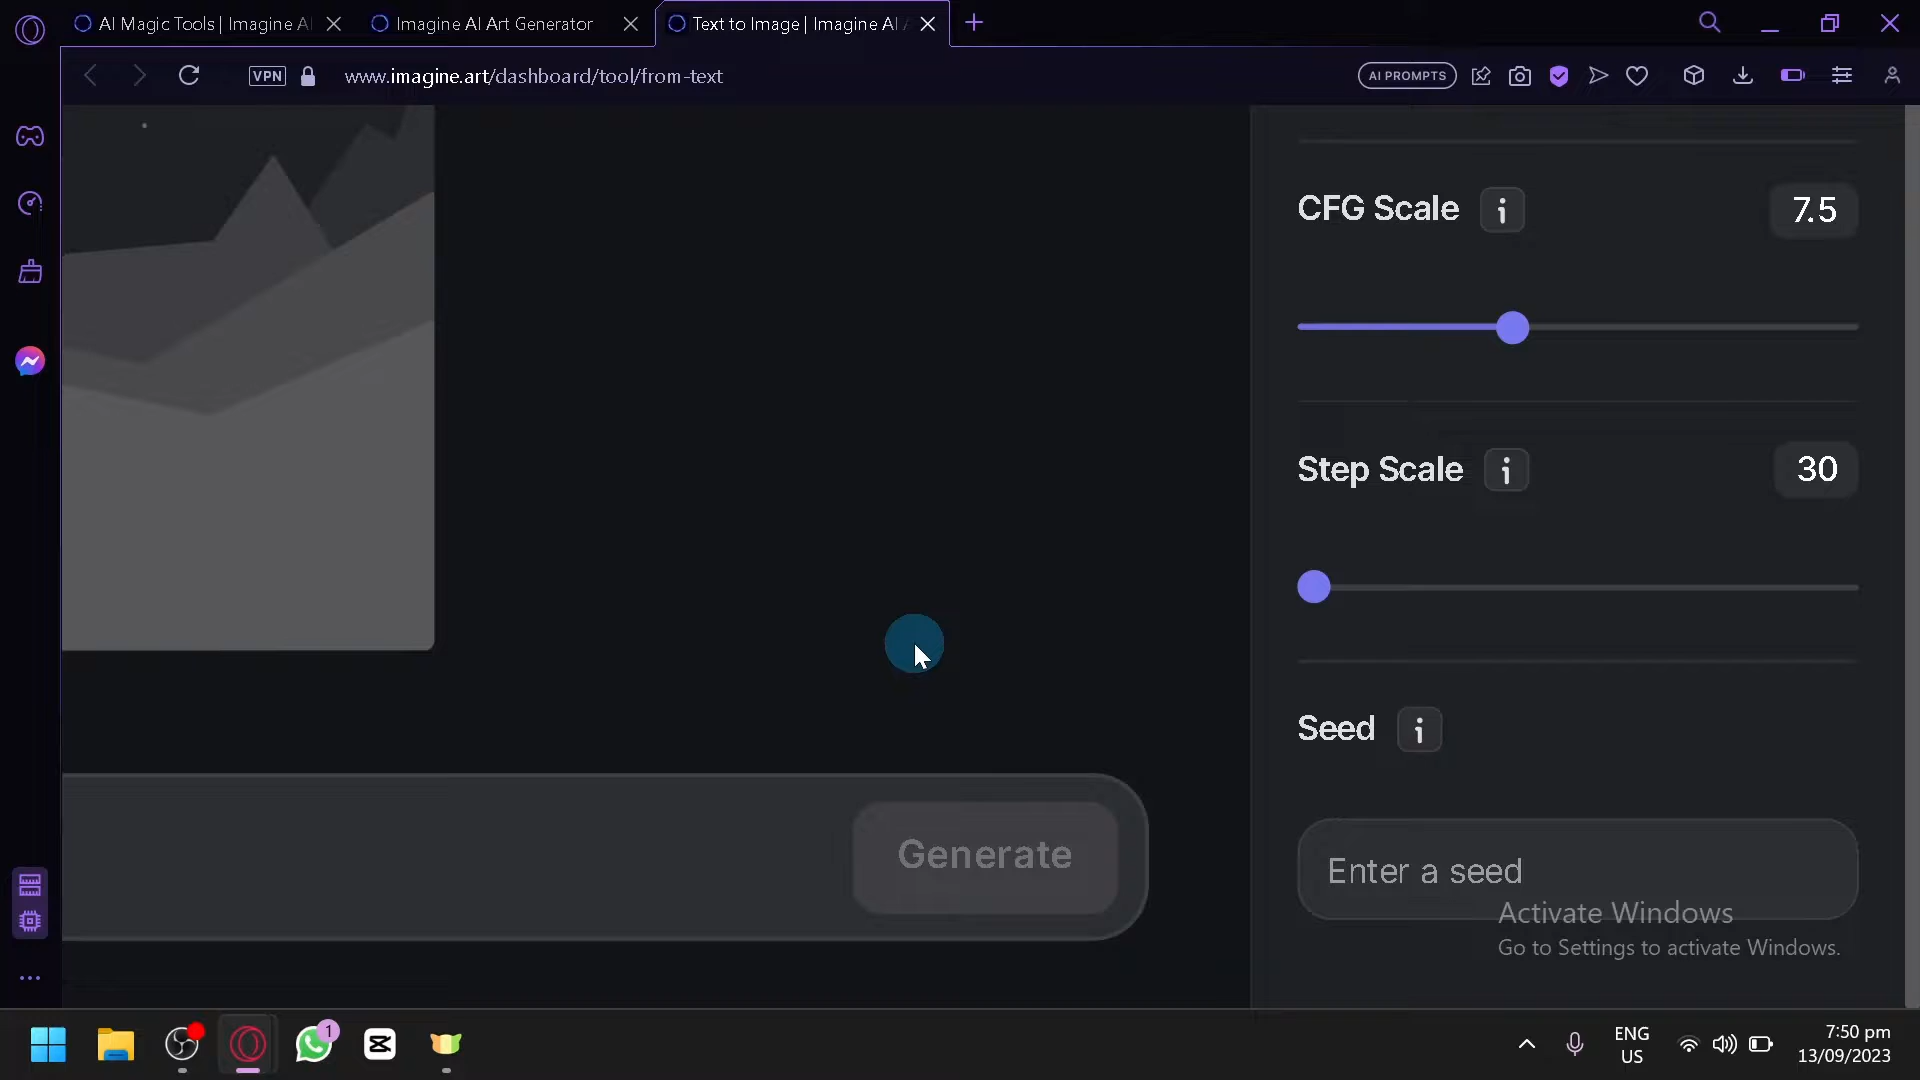 AI Magic Tools | Imagine AI
Imagine AI Art Generator
Text to Image | Imagine AI
VPN
www.imagine.art/dashboard/tool/from-text
AI PROMPTS
CFG Scale
7.5
Step Scale
30
Seed
Generate
Enter a seed
Activate Windows
Go to Settings to activate Windows.
1
ENG
US
7:50 pm
13/09/2023